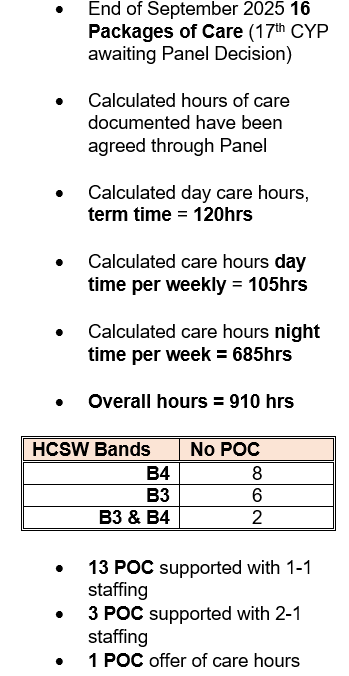 • End of September 2025 16
Packages of Care (17th CYP
awaiting Panel Decision)
• Calculated hours of care
documented have been
agreed through Panel
• Calculated day care hours,
term time = 120hrs
• Calculated care hours day
time per weekly = 105hrs
• Calculated care hours night
time per week = 685hrs
• Overall hours = 910 hrs
HCSW Bands No POC
B4 8
B3 6
B3 & B4 2
• 13 POC supported with 1-1
staffing
• 3 POC supported with 2-1
staffing
• 1 POC offer of care hours